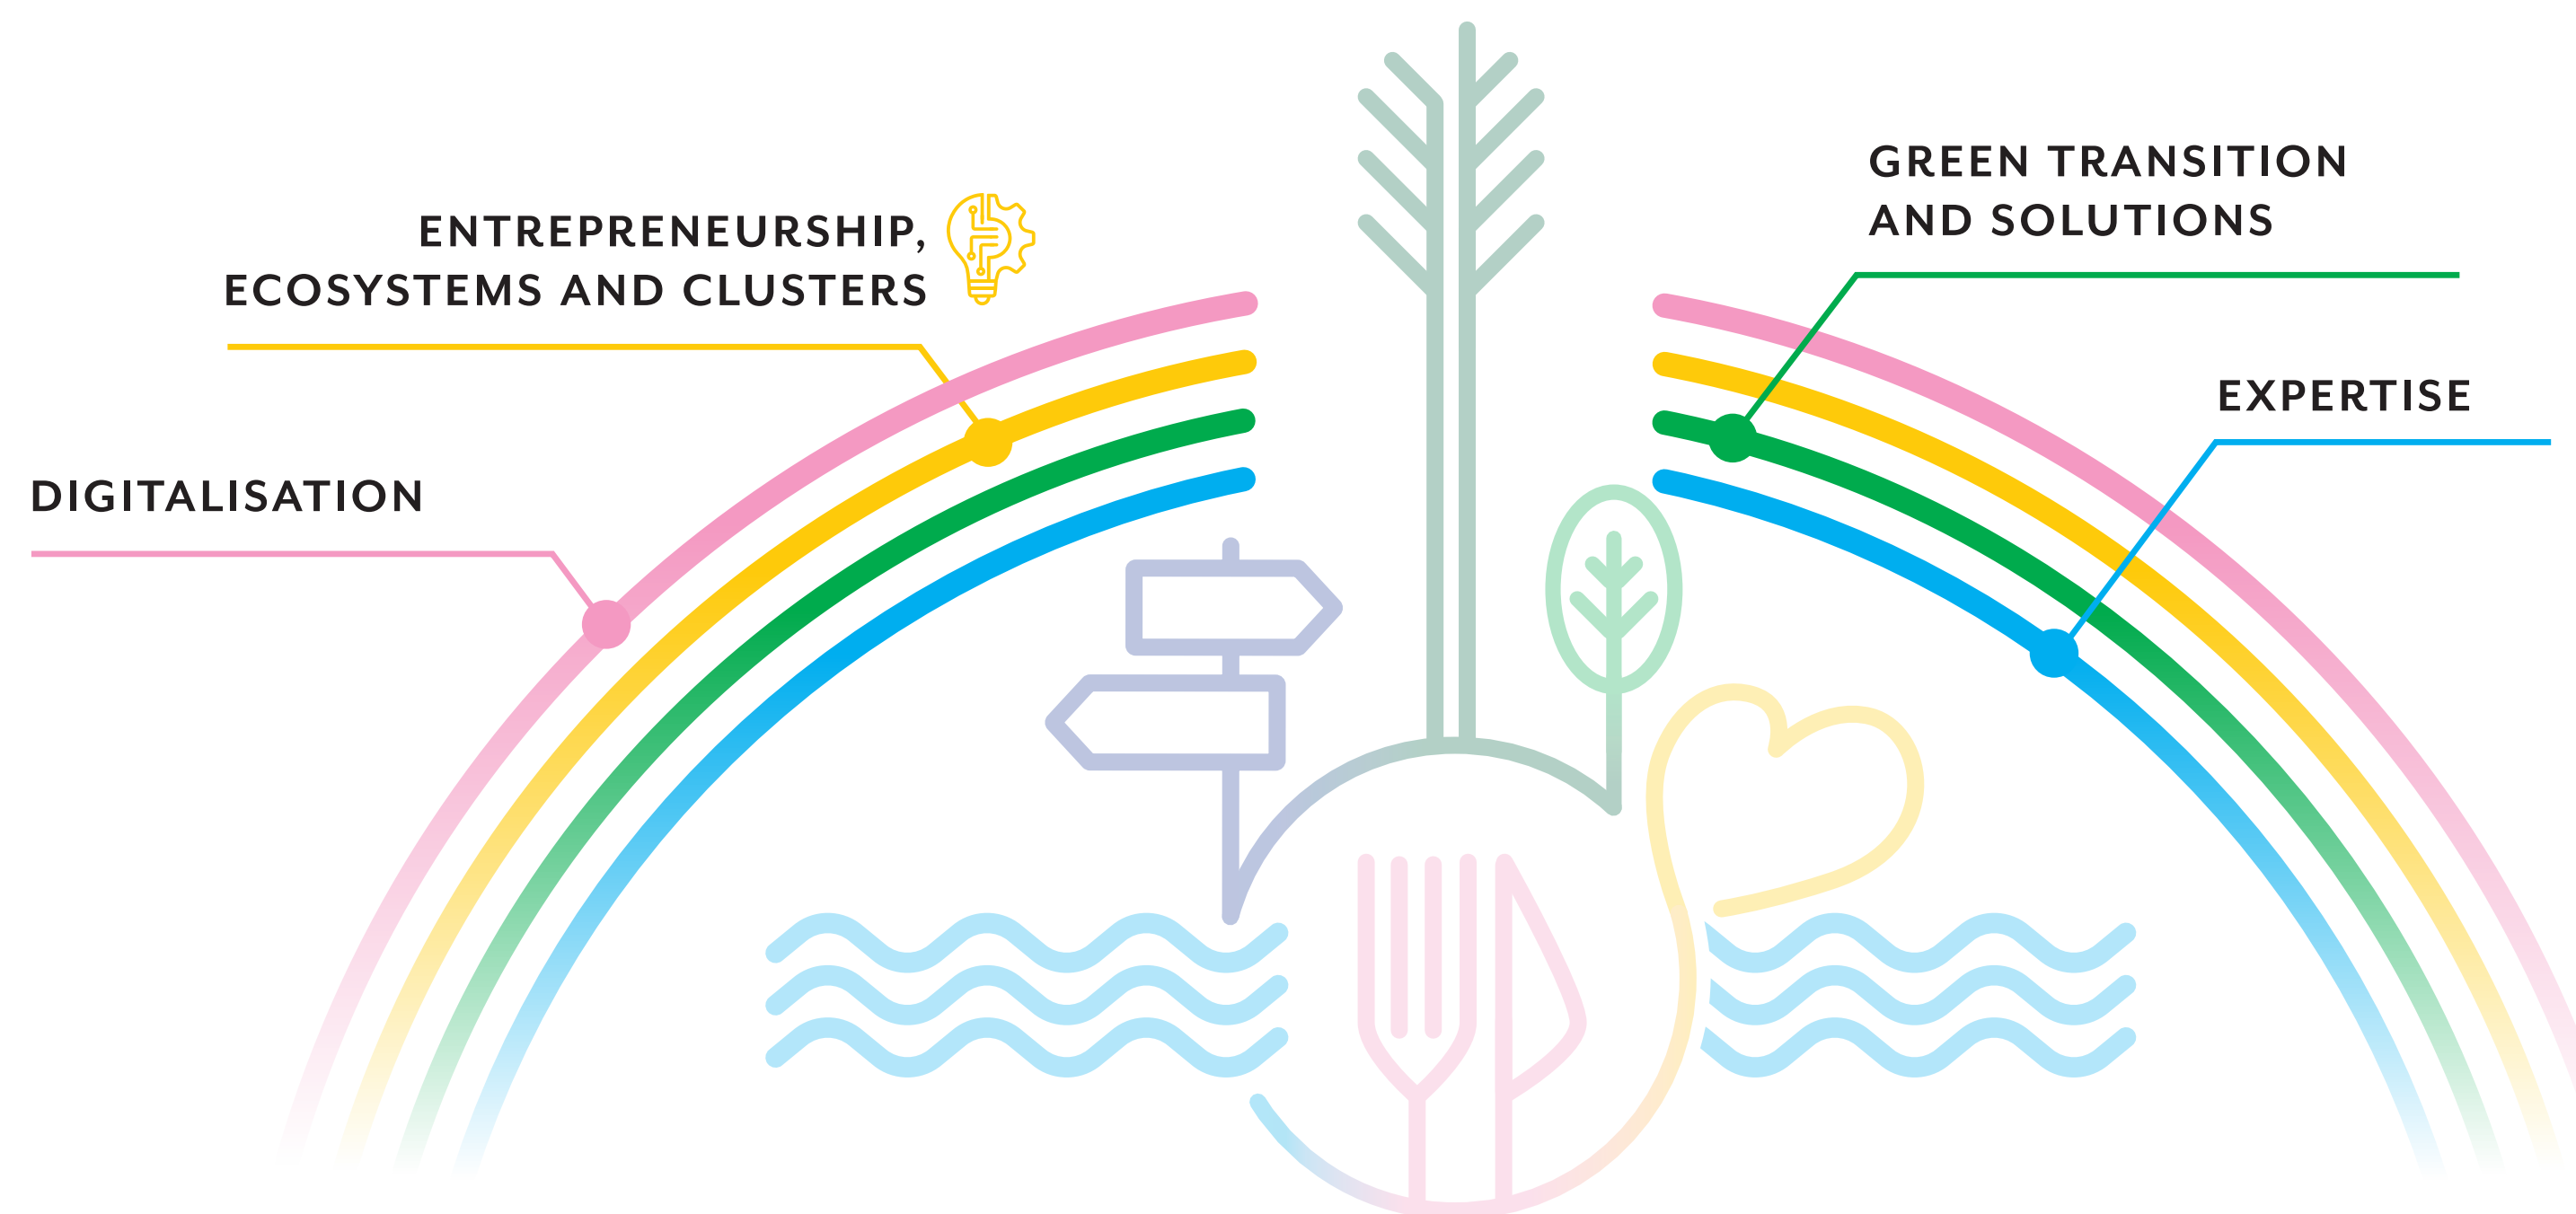 GREEN TRANSITION
AND SOLUTIONS
ENTREPRENEURSHIP,
ECOSYSTEMS AND CLUSTERS
EXPERTISE
DIGITALISATION